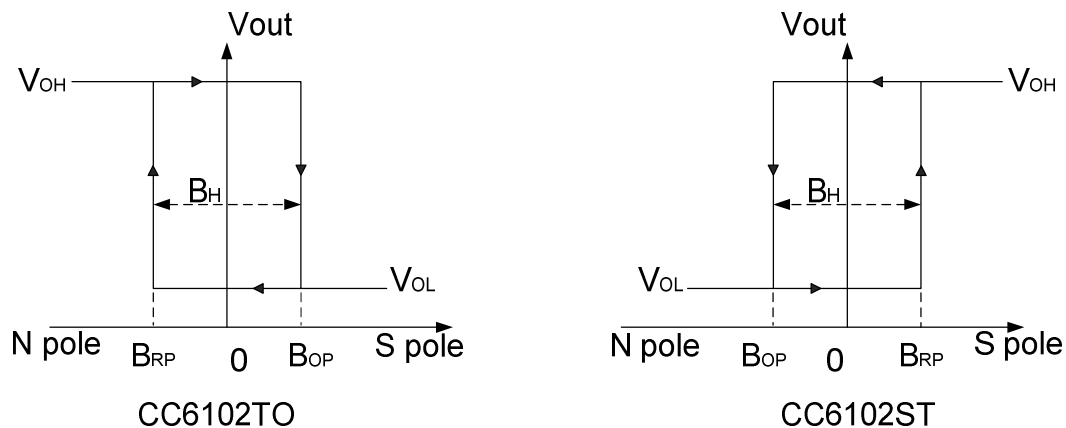 Vout
VOH
BH
VOL
N pole
BRP
0
BOP
S pole
CC6102TO
Vout
VOH
BH
VOL
N pole
BOP
0
BRP
S pole
CC6102ST